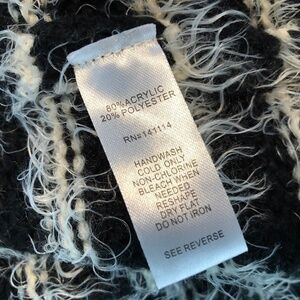 80%ACRYLIC
20%POLYESTER
RN#141114
HANDWASH
COLD ONLY
NON-CHLORINE
BLEACH WHEN
NEEDED
RESHAPE
DRY FLAT
DO NOT IRON
SEE REVERSE